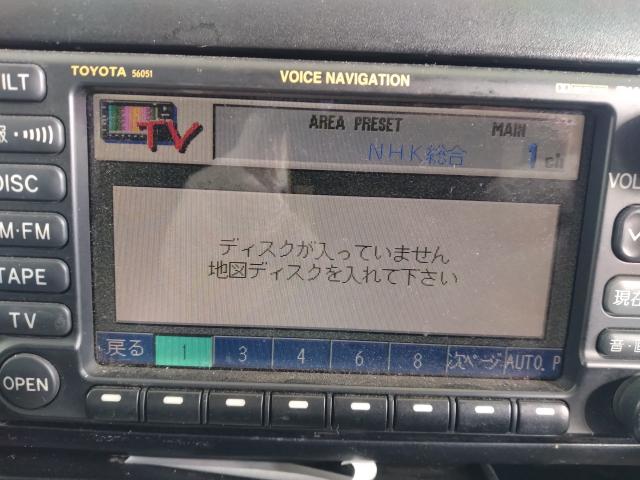 TOYOTA 56051 VOICE NAVIGATION
TV
AREA PRESET MAIN
NHK総合 1 ch
ディスクが入っていません
地図ディスクを入れて下さい
戻る 1 3 4 6 8 次ページ AUTO.P
ILT
DISC
M·FM
TAPE
TV
OPEN
VOL
現在
音·画